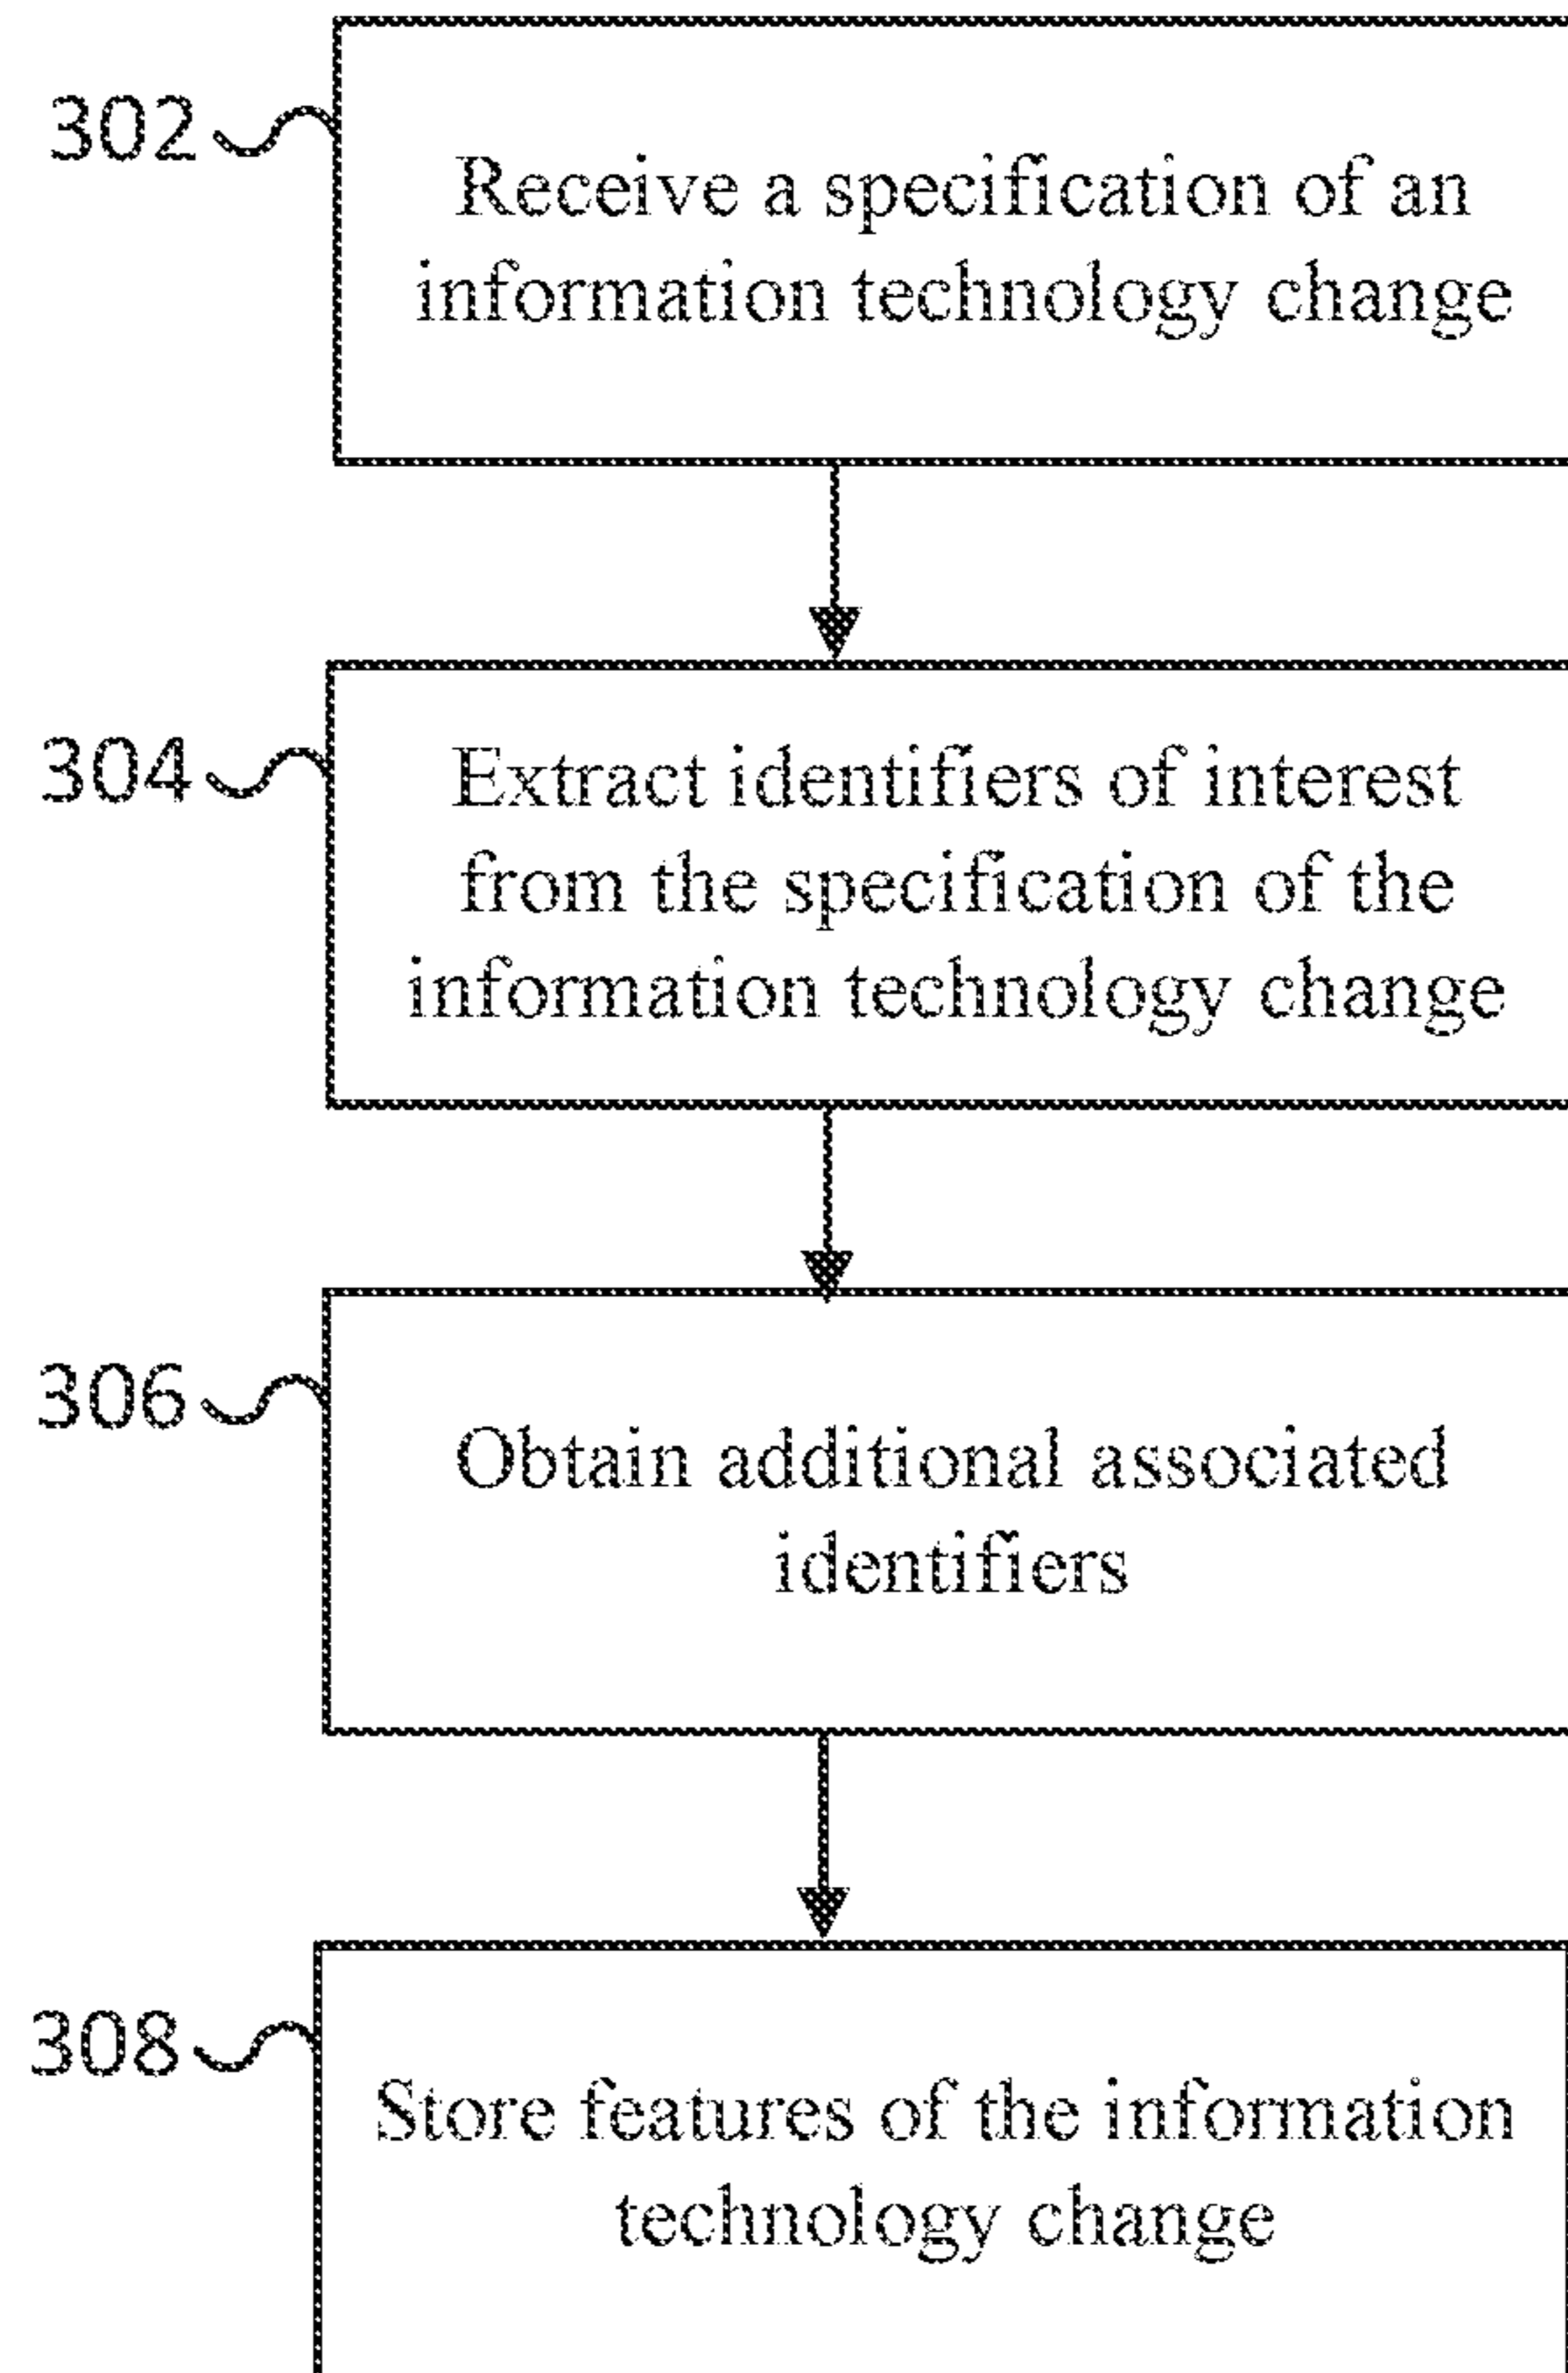 302
Receive a specification of an
information technology change
304
Extract identifiers of interest
from the specification of the
information technology change
306
Obtain additional associated
identifiers
308
Store features of the information
technology change